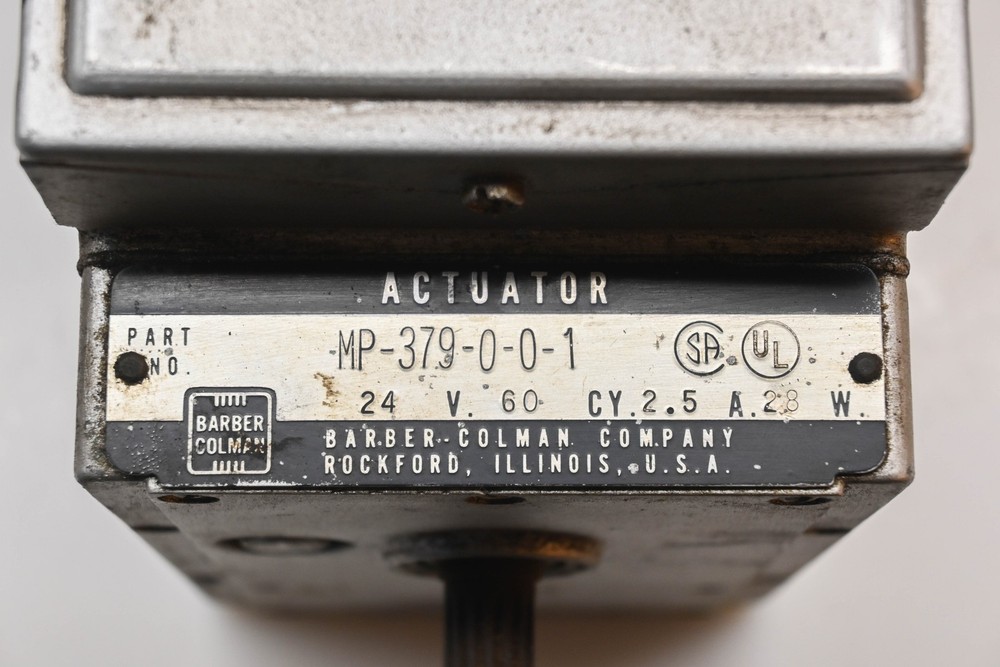 ACTUATOR
PART NO.
MP-379-0-0-1
SA UL
24 V. 60 CY. 2.5 A. 28 W.
BARBER
COLMAN
BARBER-COLMAN COMPANY
ROCKFORD, ILLINOIS, U.S.A.